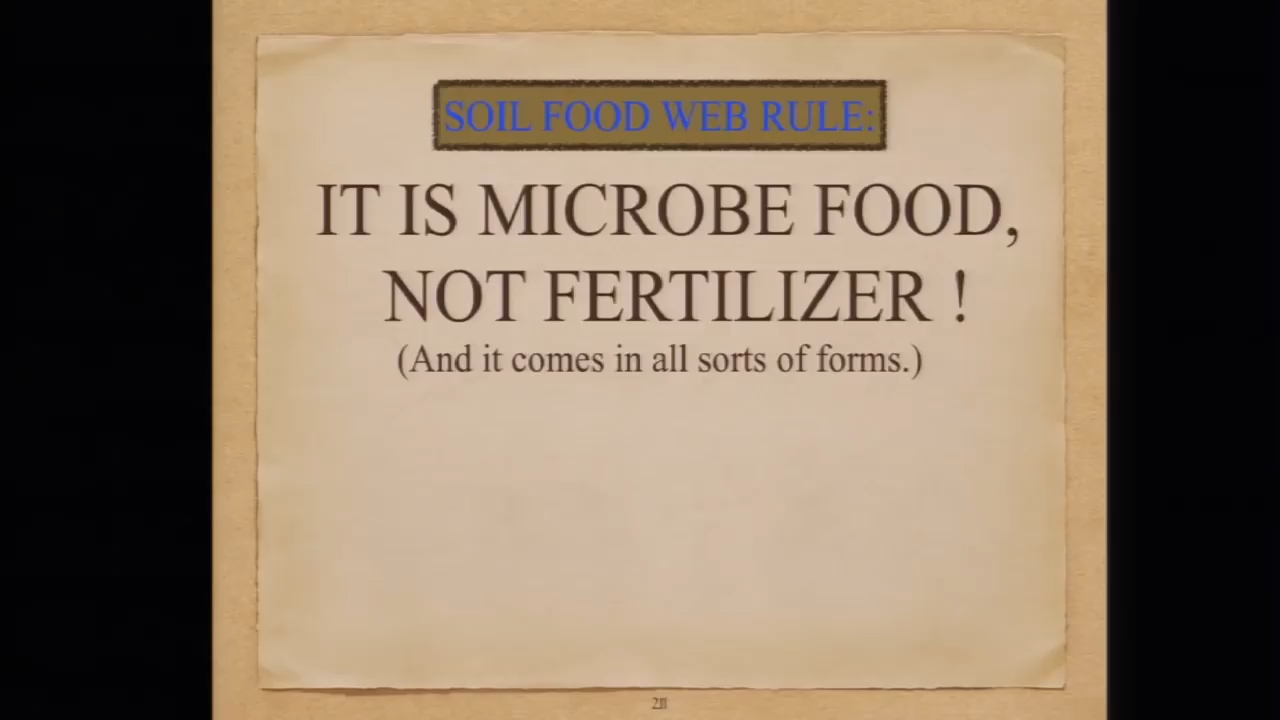 SOIL FOOD WEB RULE:
IT IS MICROBE FOOD,
NOT FERTILIZER !
(And it comes in all sorts of forms.)